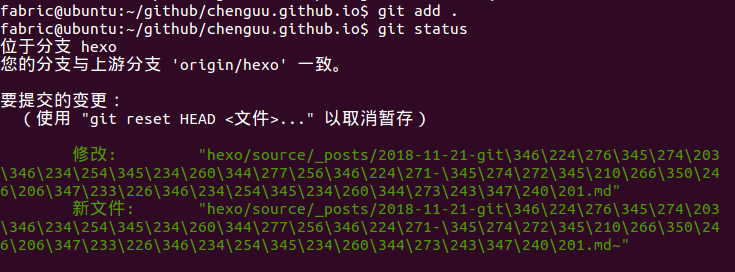 fabric@ubuntu:~/github/chenguu.github.io$ git add .
fabric@ubuntu:~/github/chenguu.github.io$ git status
位于分支 hexo
您的分支与上游分支 'origin/hexo' 一致。
要提交的变更：
（使用 "git reset HEAD <文件>..." 以取消暂存）
修改: "hexo/source/_posts/2018-11-21-git\346\224\276\345\274\203
\346\234\254\345\234\260\344\277\256\346\224\271-\345\274\272\345\210\266\350\24
6\206\347\233\226\346\234\254\345\234\260\344\273\243\347\240\201.md"
新文件: "hexo/source/_posts/2018-11-21-git\346\224\276\345\274\203
\346\234\254\345\234\260\344\277\256\346\224\271-\345\274\272\345\210\266\350\24
6\206\347\233\226\346\234\254\345\234\260\344\273\243\347\240\201.md~"